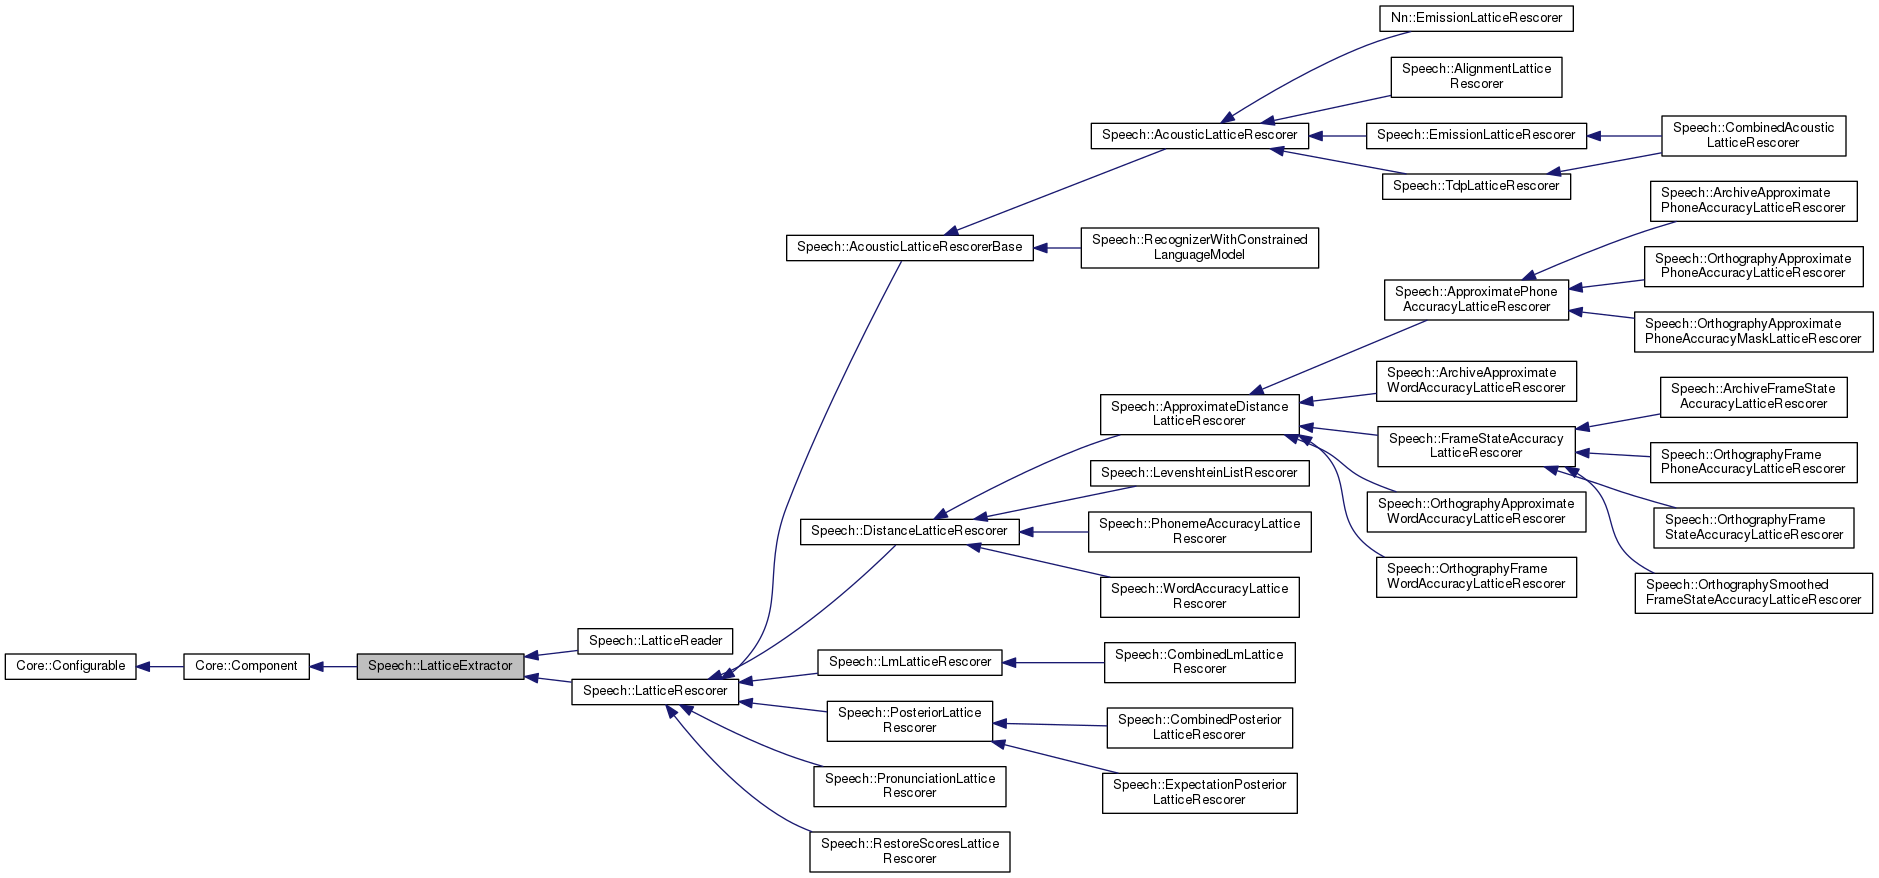 Nn::EmissionLatticeRescorer
Speech::AlignmentLattice
Rescorer
Speech::AcousticLatticeRescorer
Speech::EmissionLatticeRescorer
Speech::CombinedAcoustic
LatticeRescorer
Speech::TdpLatticeRescorer
Speech::ArchiveApproximate
PhoneAccuracyLatticeRescorer
Speech::AcousticLatticeRescorerBase
Speech::RecognizerWithConstrained
LanguageModel
Speech::OrthographyApproximate
PhoneAccuracyLatticeRescorer
Speech::ApproximatePhone
AccuracyLatticeRescorer
Speech::OrthographyApproximate
PhoneAccuracyMaskLatticeRescorer
Speech::ArchiveApproximate
WordAccuracyLatticeRescorer
Speech::ArchiveFrameState
AccuracyLatticeRescorer
Speech::ApproximateDistance
LatticeRescorer
Speech::FrameStateAccuracy
LatticeRescorer
Speech::OrthographyFrame
PhoneAccuracyLatticeRescorer
Speech::LevenshteinListRescorer
Speech::OrthographyApproximate
WordAccuracyLatticeRescorer
Speech::OrthographyFrame
StateAccuracyLatticeRescorer
Speech::DistanceLatticeRescorer
Speech::PhonemeAccuracyLattice
Rescorer
Speech::OrthographyFrame
WordAccuracyLatticeRescorer
Speech::OrthographySmoothed
FrameStateAccuracyLatticeRescorer
Speech::WordAccuracyLattice
Rescorer
Speech::LatticeReader
Core::Configurable
Core::Component
Speech::LatticeExtractor
Speech::LatticeRescorer
Speech::LmLatticeRescorer
Speech::CombinedLmLattice
Rescorer
Speech::PosteriorLattice
Rescorer
Speech::CombinedPosterior
LatticeRescorer
Speech::PronunciationLattice
Rescorer
Speech::ExpectationPosterior
LatticeRescorer
Speech::RestoreScoresLattice
Rescorer